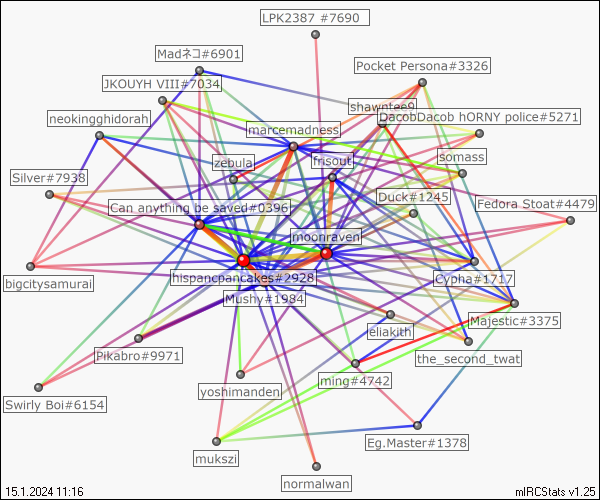 LPK2387 #7690
Madネコ#6901
Pocket Persona#3326
JKOUYH VIII#7034
shawntee9
neokingghidorah
DacobDacob hORNY police#5271
marcemadness
zebula
frisout
somass
Silver#7938
Duck#1245
Can anything be saved#0396
Fedora Stoat#4479
moonraven
bigcitysamurai
hispancpancakes#2928
Cypha#1717
Mushy#1984
Majestic#3375
eliakith
Pikabro#9971
the_second_twat
ming#4742
yoshimanden
Swirly Boi#6154
Eg.Master#1378
mukszi
normalwan
15.1.2024 11:16
mIRCStats v1.25